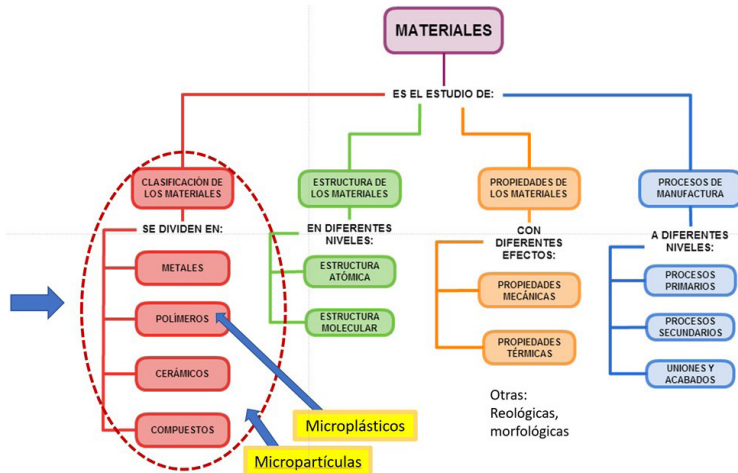 MATERIALES
ES EL ESTUDIO DE:
CLASIFICACIÓN DE
LOS MATERIALES
SE DIVIDEN EN:
METALES
POLÍMEROS
CERÁMICOS
COMPUESTOS
ESTRUCTURA DE
LOS MATERIALES
EN DIFERENTES
NIVELES:
ESTRUCTURA
ATÓMICA
ESTRUCTURA
MOLECULAR
PROPIEDADES DE
LOS MATERIALES
CON
DIFERENTES
EFECTOS:
PROPIEDADES
MECÁNICAS
PROPIEDADES
TÉRMICAS
Otras:
Reológicas,
morfológicas
PROCESOS DE
MANUFACTURA
A DIFERENTES
NIVELES:
PROCESOS
PRIMARIOS
PROCESOS
SECUNDARIOS
UNIONES Y
ACABADOS
Microplásticos
Micropartículas